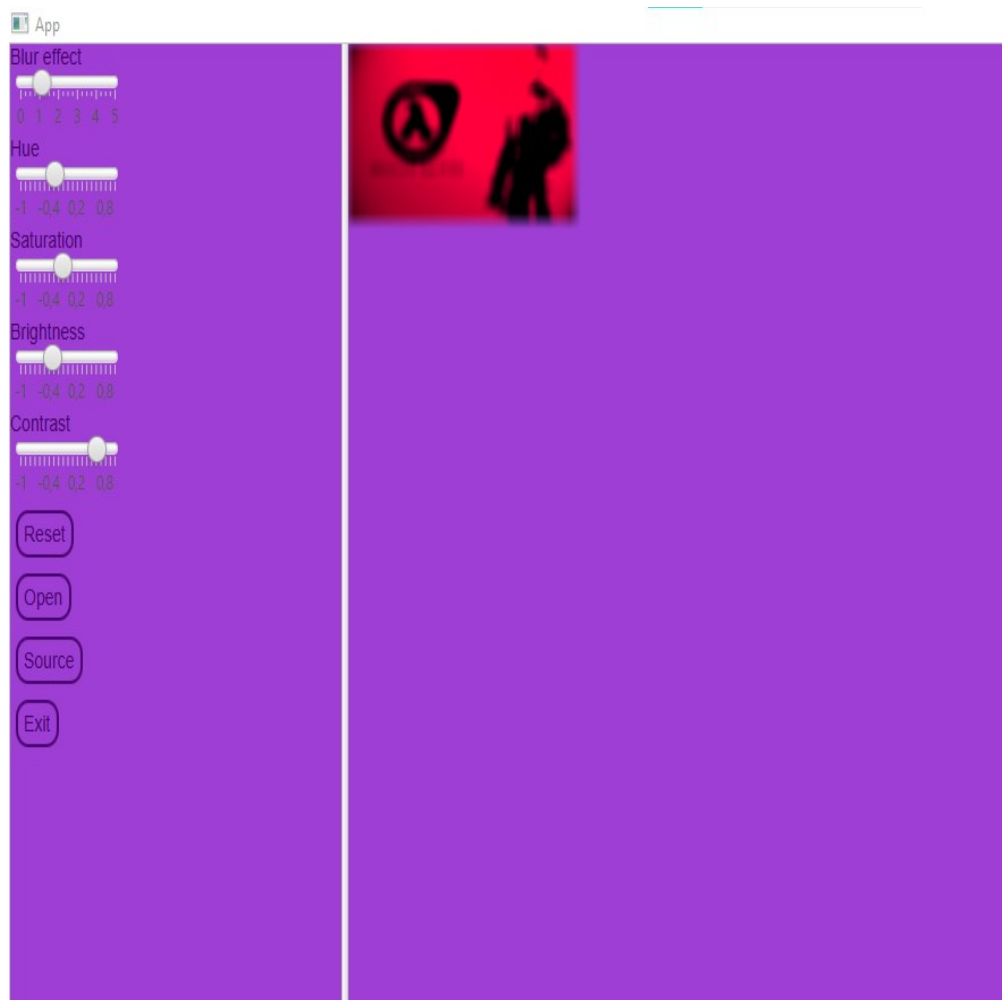 App
Blur effect
0 1 2 3 4 5
Hue
-1 -0,4 0,2 0,8
Saturation
-1 -0,4 0,2 0,8
Brightness
-1 -0,4 0,2 0,8
Contrast
-1 -0,4 0,2 0,8
Reset
Open
Source
Exit